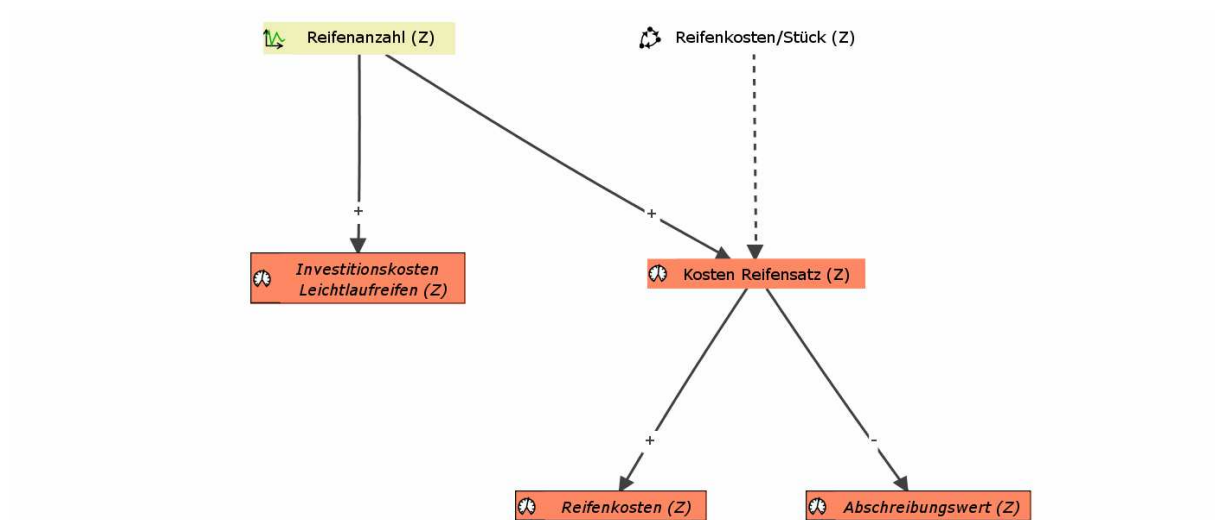 Reifenanzahl (Z)
Reifenkosten/Stück (Z)
+
+
Investitionskosten
Leichtlaufreifen (Z)
Kosten Reifensatz (Z)
+
-
Reifenkosten (Z)
Abschreibungswert (Z)